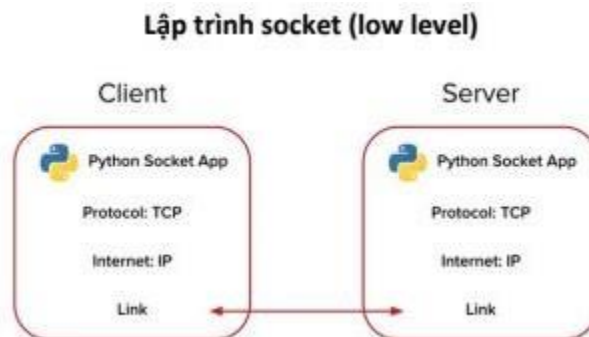 Lập trình socket (low level)
Client
Server
Python Socket App
Protocol: TCP
Internet: IP
Link
Python Socket App
Protocol: TCP
Internet: IP
Link